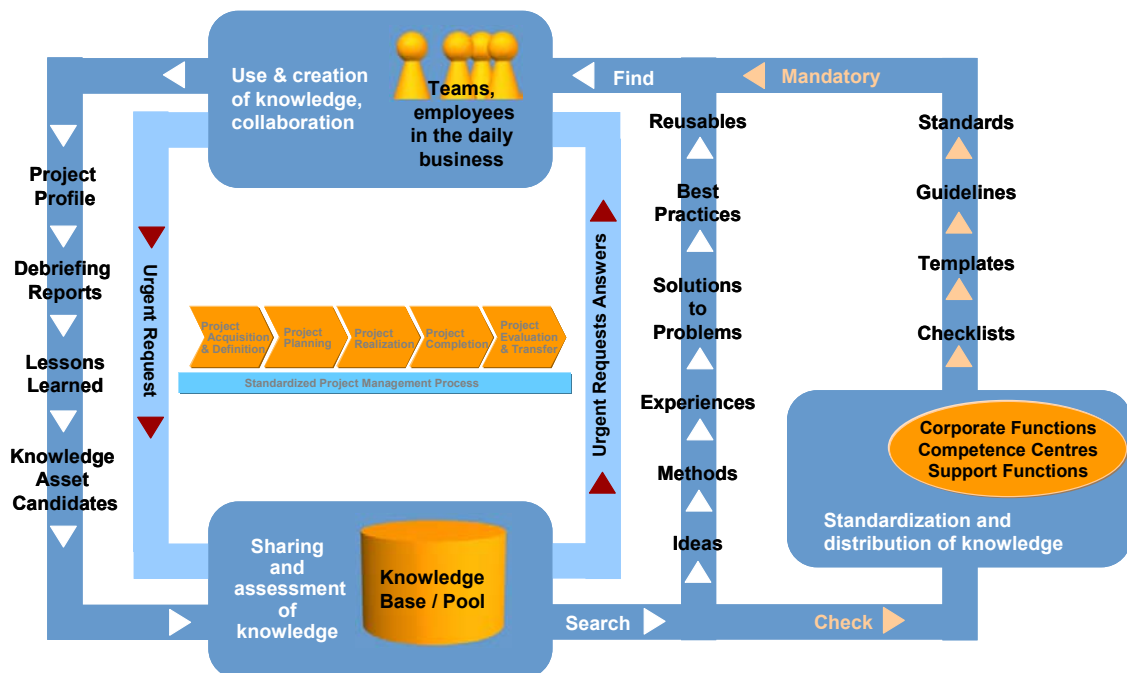 Use & creation
of knowledge,
collaboration
Teams,
employees
in the daily
business
Find
Mandatory
Project
Profile
Debriefing
Reports
Lessons
Learned
Knowledge
Asset
Candidates
Urgent Request
Project
Acquisition
& Definition
Project
Planning
Project
Realization
Project
Completion
Project
Evaluation
& Transfer
Standardized Project Management Process
Urgent Requests Answers
Reusables
Best
Practices
Solutions
to
Problems
Experiences
Methods
Ideas
Standards
Guidelines
Templates
Checklists
Corporate Functions
Competence Centres
Support Functions
Standardization and
distribution of knowledge
Sharing
and
assessment
of
knowledge
Knowledge
Base / Pool
Search
Check